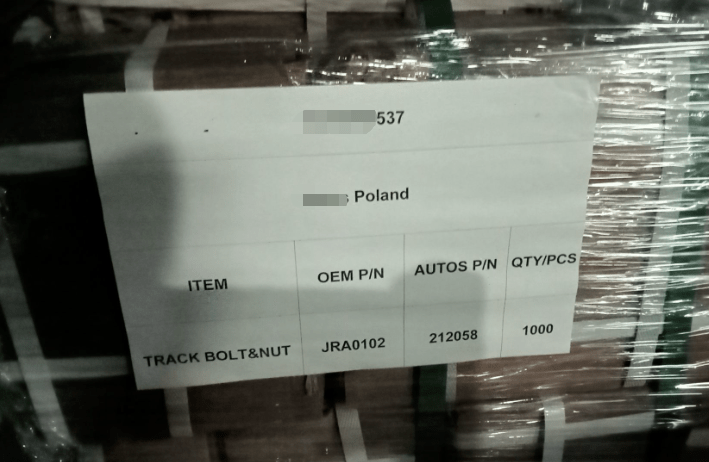 537
Poland
ITEM OEM P/N AUTOS P/N QTY/PCS
TRACK BOLT&NUT JRA0102 212058 1000